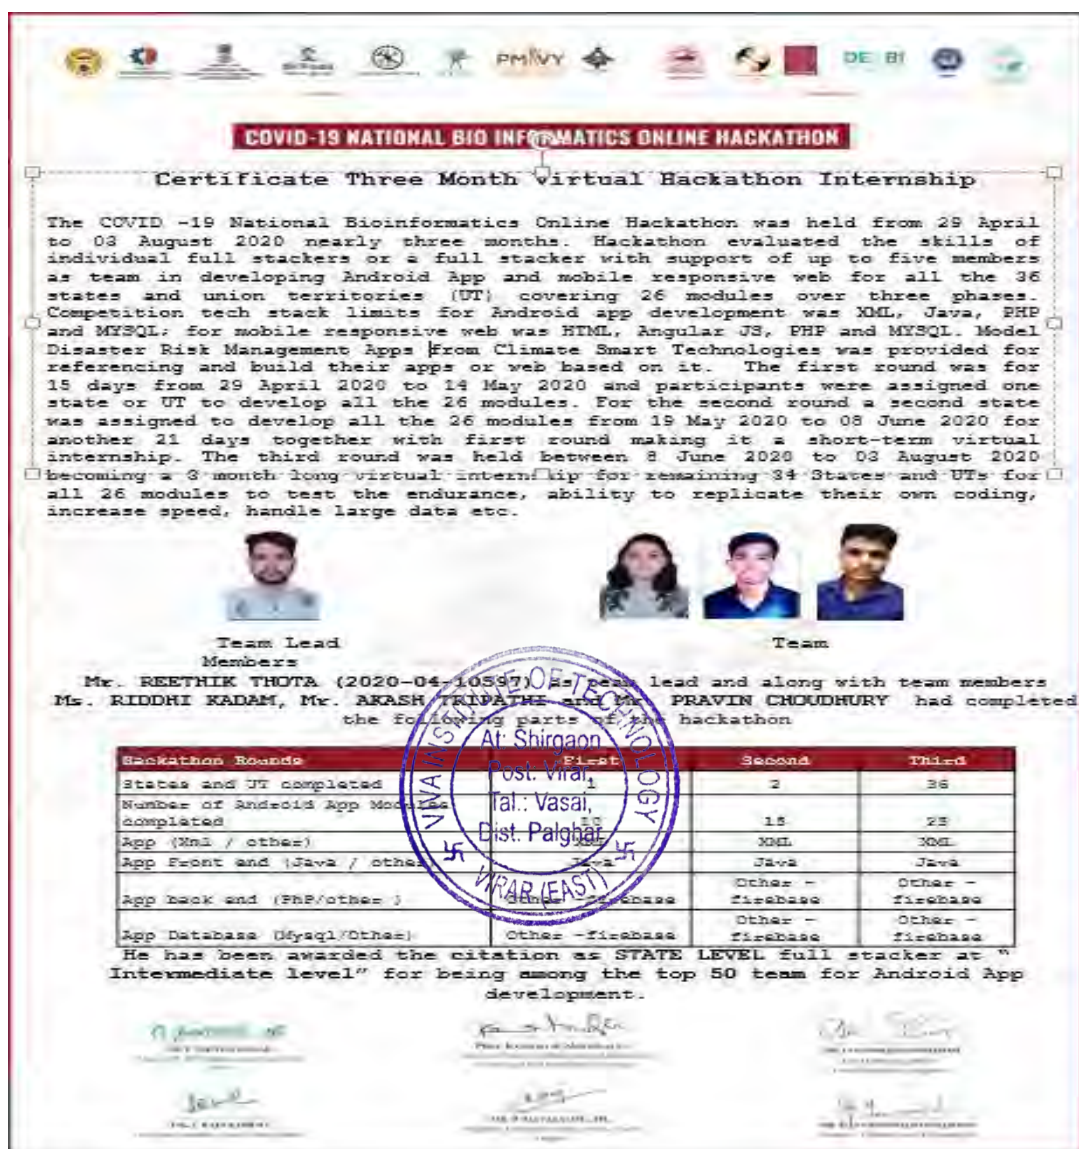 PMMVY
DE BI
COVID-19 NATIONAL BIO INFORMATICS ONLINE HACKATHON
Certificate Three Month Virtual Hackathon Internship
The COVID -19 National Bioinformatics Online Hackathon was held from 29 April
to 03 August 2020 nearly three months. Hackathon evaluated the skills of
individual full stackers or a full stacker with support of up to five members
as team in developing Android App and mobile responsive web for all the 36
states and union territories (UT) covering 26 modules over three phases.
Competition tech stack limits for Android app development was XML, Java, PHP
and MYSQL; for mobile responsive web was HTML, Angular JS, PHP and MYSQL. Model
Disaster Risk Management Apps from Climate Smart Technologies was provided for
referencing and build their apps or web based on it. The first round was for
15 days from 29 April 2020 to 14 May 2020 and participants were assigned one
state or UT to develop all the 26 modules. For the second round a second state
was assigned to develop all the 26 modules from 19 May 2020 to 08 June 2020 for
another 21 days together with first round making it a short-term virtual
internship. The third round was held between 8 June 2020 to 03 August 2020
becoming a 3 month long virtual internship for remaining 34 States and UTs for
all 26 modules to test the endurance, ability to replicate their own coding,
increase speed, handle large data etc.
Team Lead Team
Members
Mr. REETHIK THOTA (2020-04-10597) as team lead and along with team members
Ms. RIDDHI KADAM, Mr. AKASH TRIPATHI and Mr. PRAVIN CHOUDHURY had completed
the following parts of the hackathon
VIVA INSTITUTE OF TECHNOLOGY
At: Shirgaon
Post. Virar,
Tal.: Vasai,
Dist. Palghar
VIRAR (EAST)
Hackathon Rounds First Second Third
States and UT completed 1 2 36
Number of Android App Modules
completed 10 15 23
App (Xml / other) XML XML XML
App Front end (Java / other Java Java Java
App back end (PHP/other ) Other -firebase Other - firebase Other - firebase
App Database (Mysql/Other) Other -firebase Other - firebase Other - firebase
He has been awarded the citation as STATE LEVEL full stacker at "
Intermediate level" for being among the top 50 team for Android App
development.